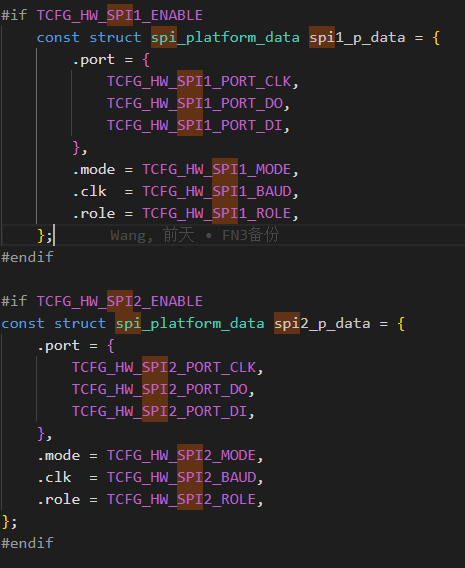 #if TCFG_HW_SPI1_ENABLE
    const struct spi_platform_data spi1_p_data = {
        .port = {
            TCFG_HW_SPI1_PORT_CLK,
            TCFG_HW_SPI1_PORT_DO,
            TCFG_HW_SPI1_PORT_DI,
        },
        .mode = TCFG_HW_SPI1_MODE,
        .clk  = TCFG_HW_SPI1_BAUD,
        .role = TCFG_HW_SPI1_ROLE,
    };      Wang, 前天 • FN3备份
#endif

#if TCFG_HW_SPI2_ENABLE
const struct spi_platform_data spi2_p_data = {
    .port = {
        TCFG_HW_SPI2_PORT_CLK,
        TCFG_HW_SPI2_PORT_DO,
        TCFG_HW_SPI2_PORT_DI,
    },
    .mode = TCFG_HW_SPI2_MODE,
    .clk  = TCFG_HW_SPI2_BAUD,
    .role = TCFG_HW_SPI2_ROLE,
};
#endif